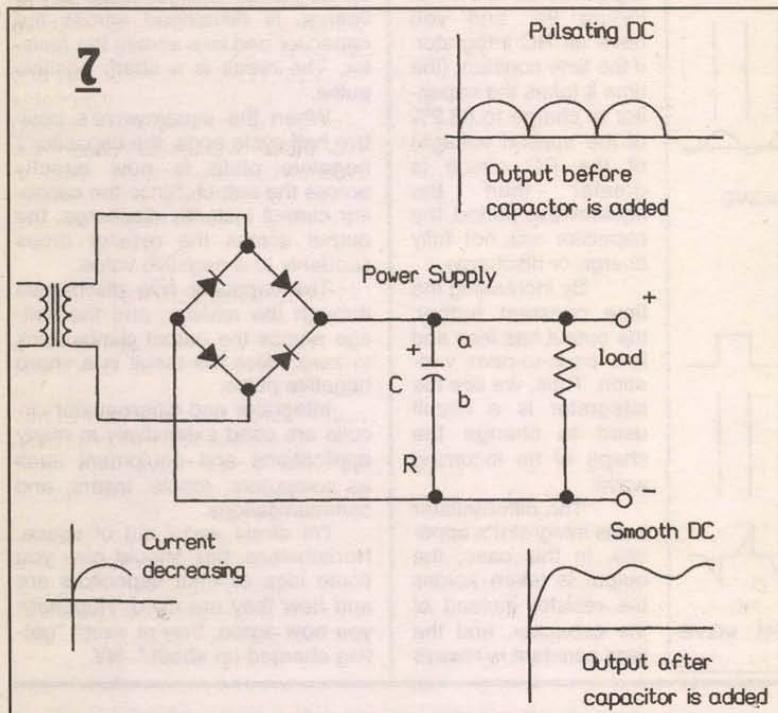 7
Pulsating DC
Output before
capacitor is added
Power Supply
+
+
a
load
C
b
R
-
Current
decreasing
Smooth DC
Output after
capacitor is added